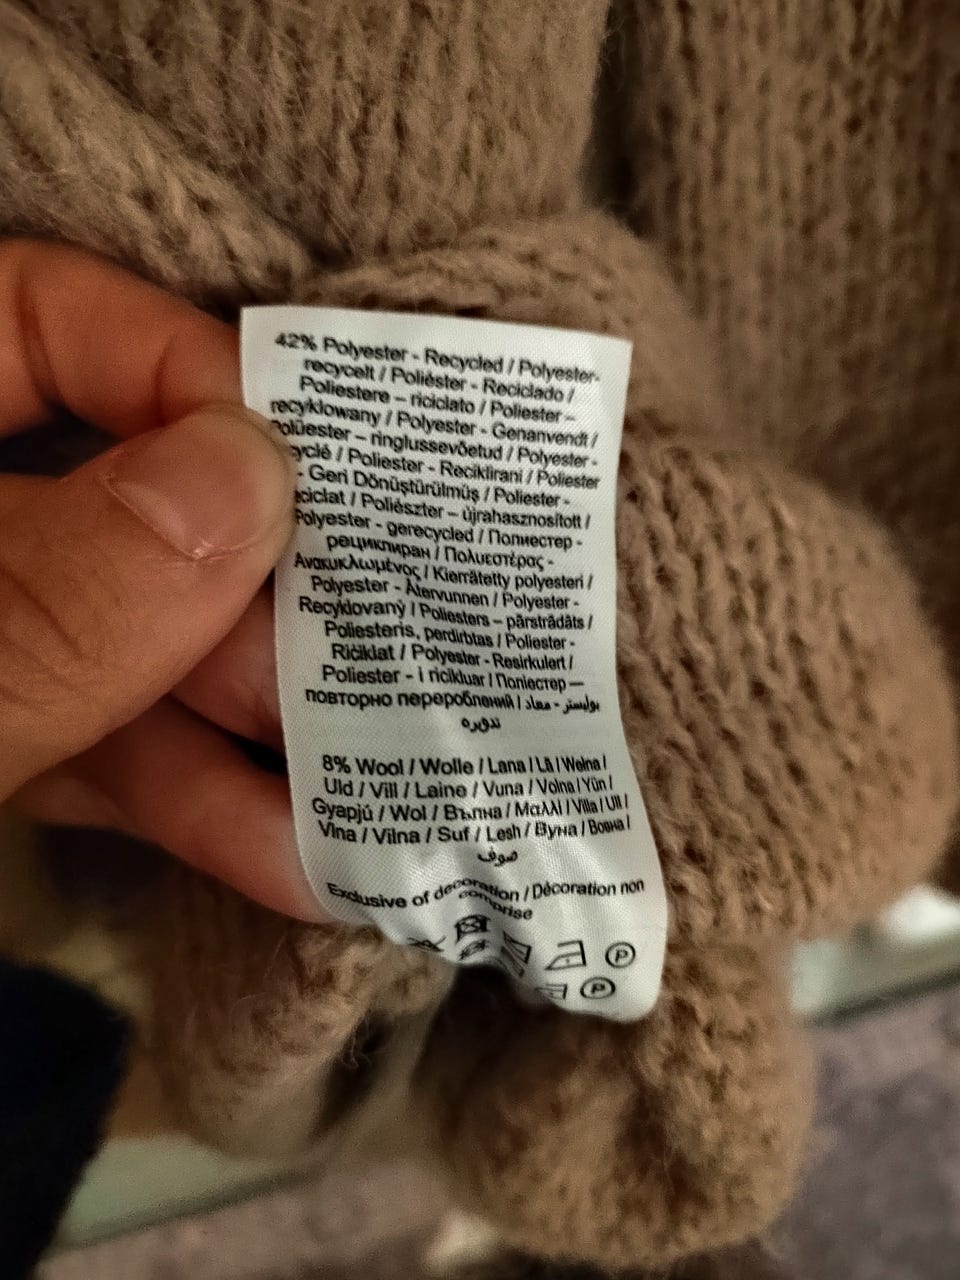 42% Polyester - Recycled / Polyester-
recycelt / Poliéster - Reciclado /
Poliestere – riciclato / Poliester –
recyklowany / Polyester - Genanvendt /
Polüester – ringlussevõetud / Polyester -
/ Poliester - Reciklirani / Poliester
- Geri Dönüştürülmüş / Poliester -
/ Poliészter – újrahasznosított /
Polyester - gerecycled / Полиестер -
рециклиран / Πολυεστέρας -
Ανακυκλωμένος / Kierrätetty polyesteri /
Polyester - Återvunnen / Polyester -
Recyklovaný / Poliesters – pārstrādāts /
Poliesteris, perdirbtas / Poliester -
Riċiklat / Polyester - Resirkulert /
Poliester - i ricikluar / Поліестер —
повторно перероблений / بوليستر - معاد
تدويره
8% Wool / Wolle / Lana / Lã / Wełna /
Uld / Vill / Laine / Vuna / Volna / Yün /
Gyapjú / Wol / Вълна / Μαλλί / Villa / Ull /
Vlna / Vilna / Suf / Lesh / Вуна / Вовна /
صوف
Exclusive of decoration / Décoration non
comprise
P
P